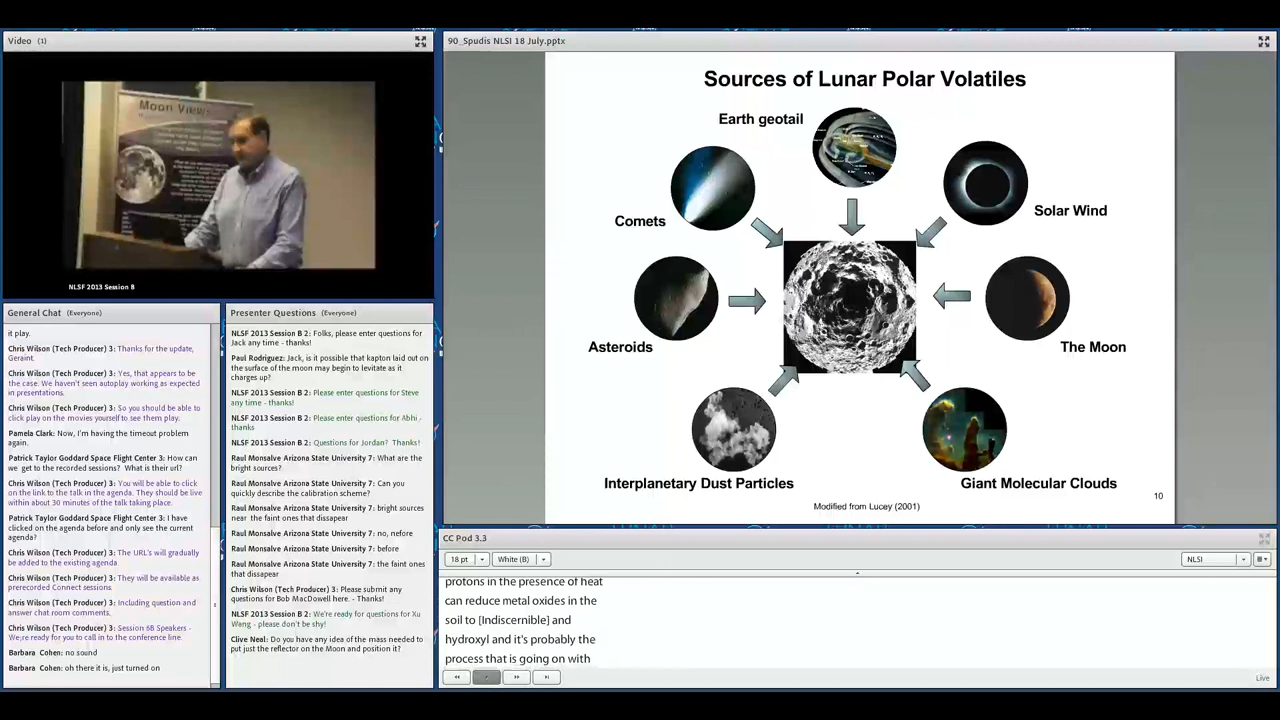 Video (1)
Moon Views
NLSF 2013 Session B
General Chat (Everyone)
it play.
Chris Wilson (Tech Producer) 3: Thanks for the update,
Geraint.
Chris Wilson (Tech Producer) 3: Yes, that appears to be
the case. We haven't seen autoplay working as expected
in presentations.
Chris Wilson (Tech Producer) 3: So you should be able to
click play on the movies yourself to see them play.
Pamela Clark: Now, I'm having the timeout problem
again.
Patrick Taylor Goddard Space Flight Center 3: How can
we get to the recorded sessions? What is their url?
Chris Wilson (Tech Producer) 3: You will be able to click
on the link to the talk in the agenda. They should be live
within about 30 minutes of the talk taking place.
Patrick Taylor Goddard Space Flight Center 3: I have
clicked on the agenda before and only see the current
agenda?
Chris Wilson (Tech Producer) 3: The URL's will gradually
be added to the existing agenda
Chris Wilson (Tech Producer) 3: They will be available as
prerecorded Connect sessions.
Chris Wilson (Tech Producer) 3: Including question and
answer chat room comments.
Chris Wilson (Tech Producer) 3: Session 6B Speakers -
We;re ready for you to call in to the conference line.
Barbara Cohen: no sound
Barbara Cohen: oh there it is, just turned on
Presenter Questions (Everyone)
NLSF 2013 Session B 2: Folks, please enter questions for
Jack any time - thanks!
Paul Rodriguez: Jack, is it possible that kapton laid out on
the surface of the moon may begin to levitate as it
charges up?
NLSF 2013 Session B 2: Please enter questions for Steve
any time - thanks!
NLSF 2013 Session B 2: Please enter questions for Abhi -
thanks
NLSF 2013 Session B 2: Questions for Jordan? Thanks!
Raul Monsalve Arizona State University 7: What are the
bright sources?
Raul Monsalve Arizona State University 7: Can you
quickly describe the calibration scheme?
Raul Monsalve Arizona State University 7: bright sources
near the faint ones that dissapear
Raul Monsalve Arizona State University 7: no, nefore
Raul Monsalve Arizona State University 7: before
Raul Monsalve Arizona State University 7: the faint ones
that dissapear
Chris Wilson (Tech Producer) 3: Please submit any
questions for Bob MacDowell here. - Thanks!
NLSF 2013 Session B 2: We're ready for questions for Xu
Wang - please don't be shy!
Clive Neal: Do you have any idea of the mass needed to
put just the reflector on the Moon and position it?
90_Spudis NLSI 18 July.pptx
Sources of Lunar Polar Volatiles
Earth geotail
Comets
Solar Wind
Asteroids
The Moon
Interplanetary Dust Particles
Giant Molecular Clouds
10
Modified from Lucey (2001)
CC Pod 3.3
18 pt
White (B)
NLSI
protons in the presence of heat
can reduce metal oxides in the
soil to [Indiscernible] and
hydroxyl and it's probably the
process that is going on with
Live